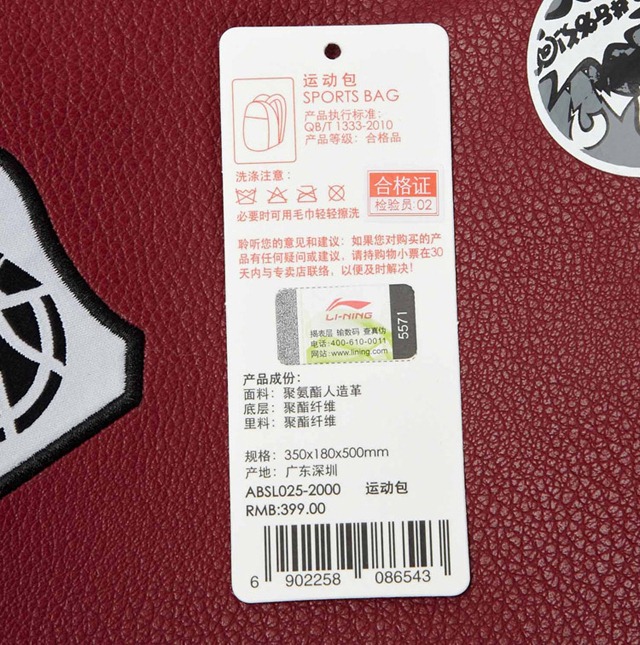 运动包
SPORTS BAG
产品执行标准：
QB/T 1333-2010
产品等级：合格品
洗涤注意：
合格证
检验员:02
必要时可用毛巾轻轻擦洗
聆听您的意见和建议：如果您对购买的产
品有任何疑问或建议，请持购物小票在30
天内与专卖店联络，以便及时解决！
LI-NING
揭表层 输数码 查真伪
电话:400-610-0011
网站:www.lining.com
5571
产品成份：
面料：聚氨酯人造革
底层：聚酯纤维
里料：聚酯纤维
规格：350x180x500mm
产地：广东深圳
ABSL025-2000 运动包
RMB:399.00
6 902258 086543